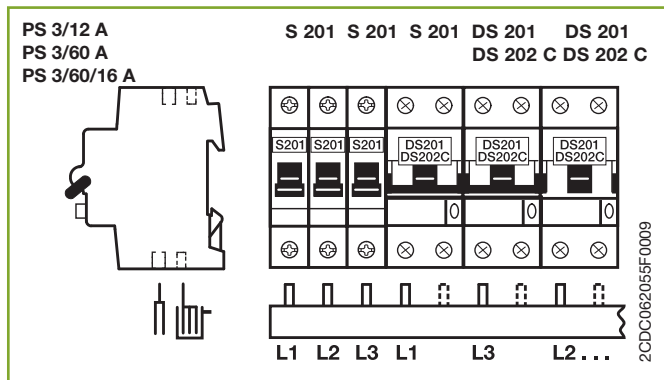 PS 3/12 A
PS 3/60 A
PS 3/60/16 A
S 201 S 201 S 201 DS 201 DS 201
DS 202 C DS 202 C
S201 S201 S201 DS201 DS201 DS201
DS202C DS202C DS202C
L1 L2 L3 L1 L3 L2 . . .
2CDC062055F0009